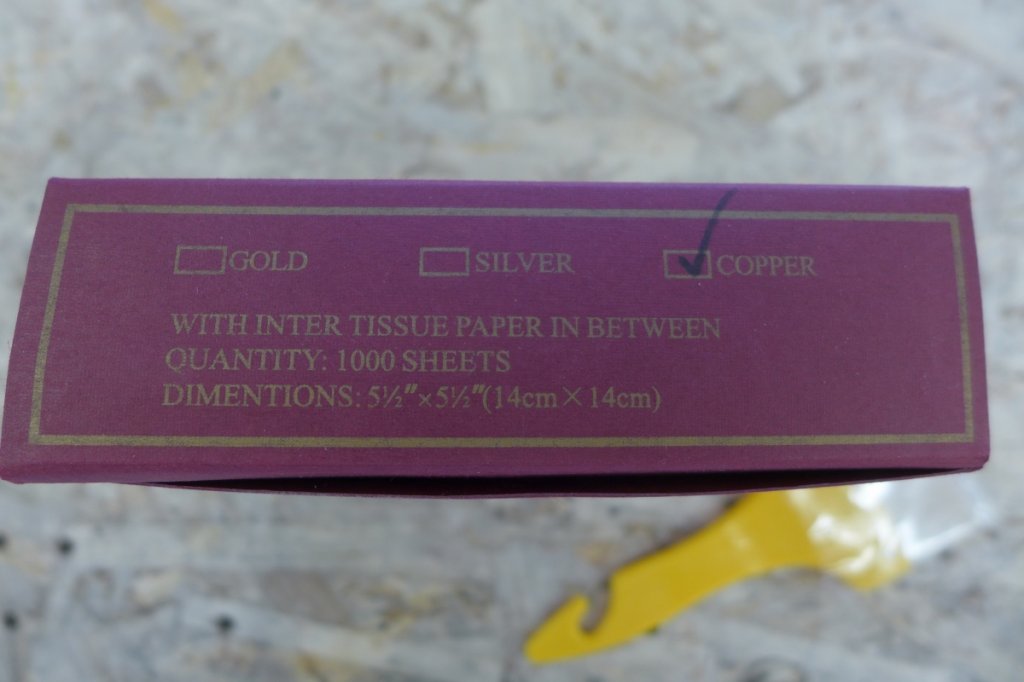 GOLD SILVER COPPER
WITH INTER TISSUE PAPER IN BETWEEN
QUANTITY: 1000 SHEETS
DIMENTIONS: 5½″×5½″(14cm×14cm)